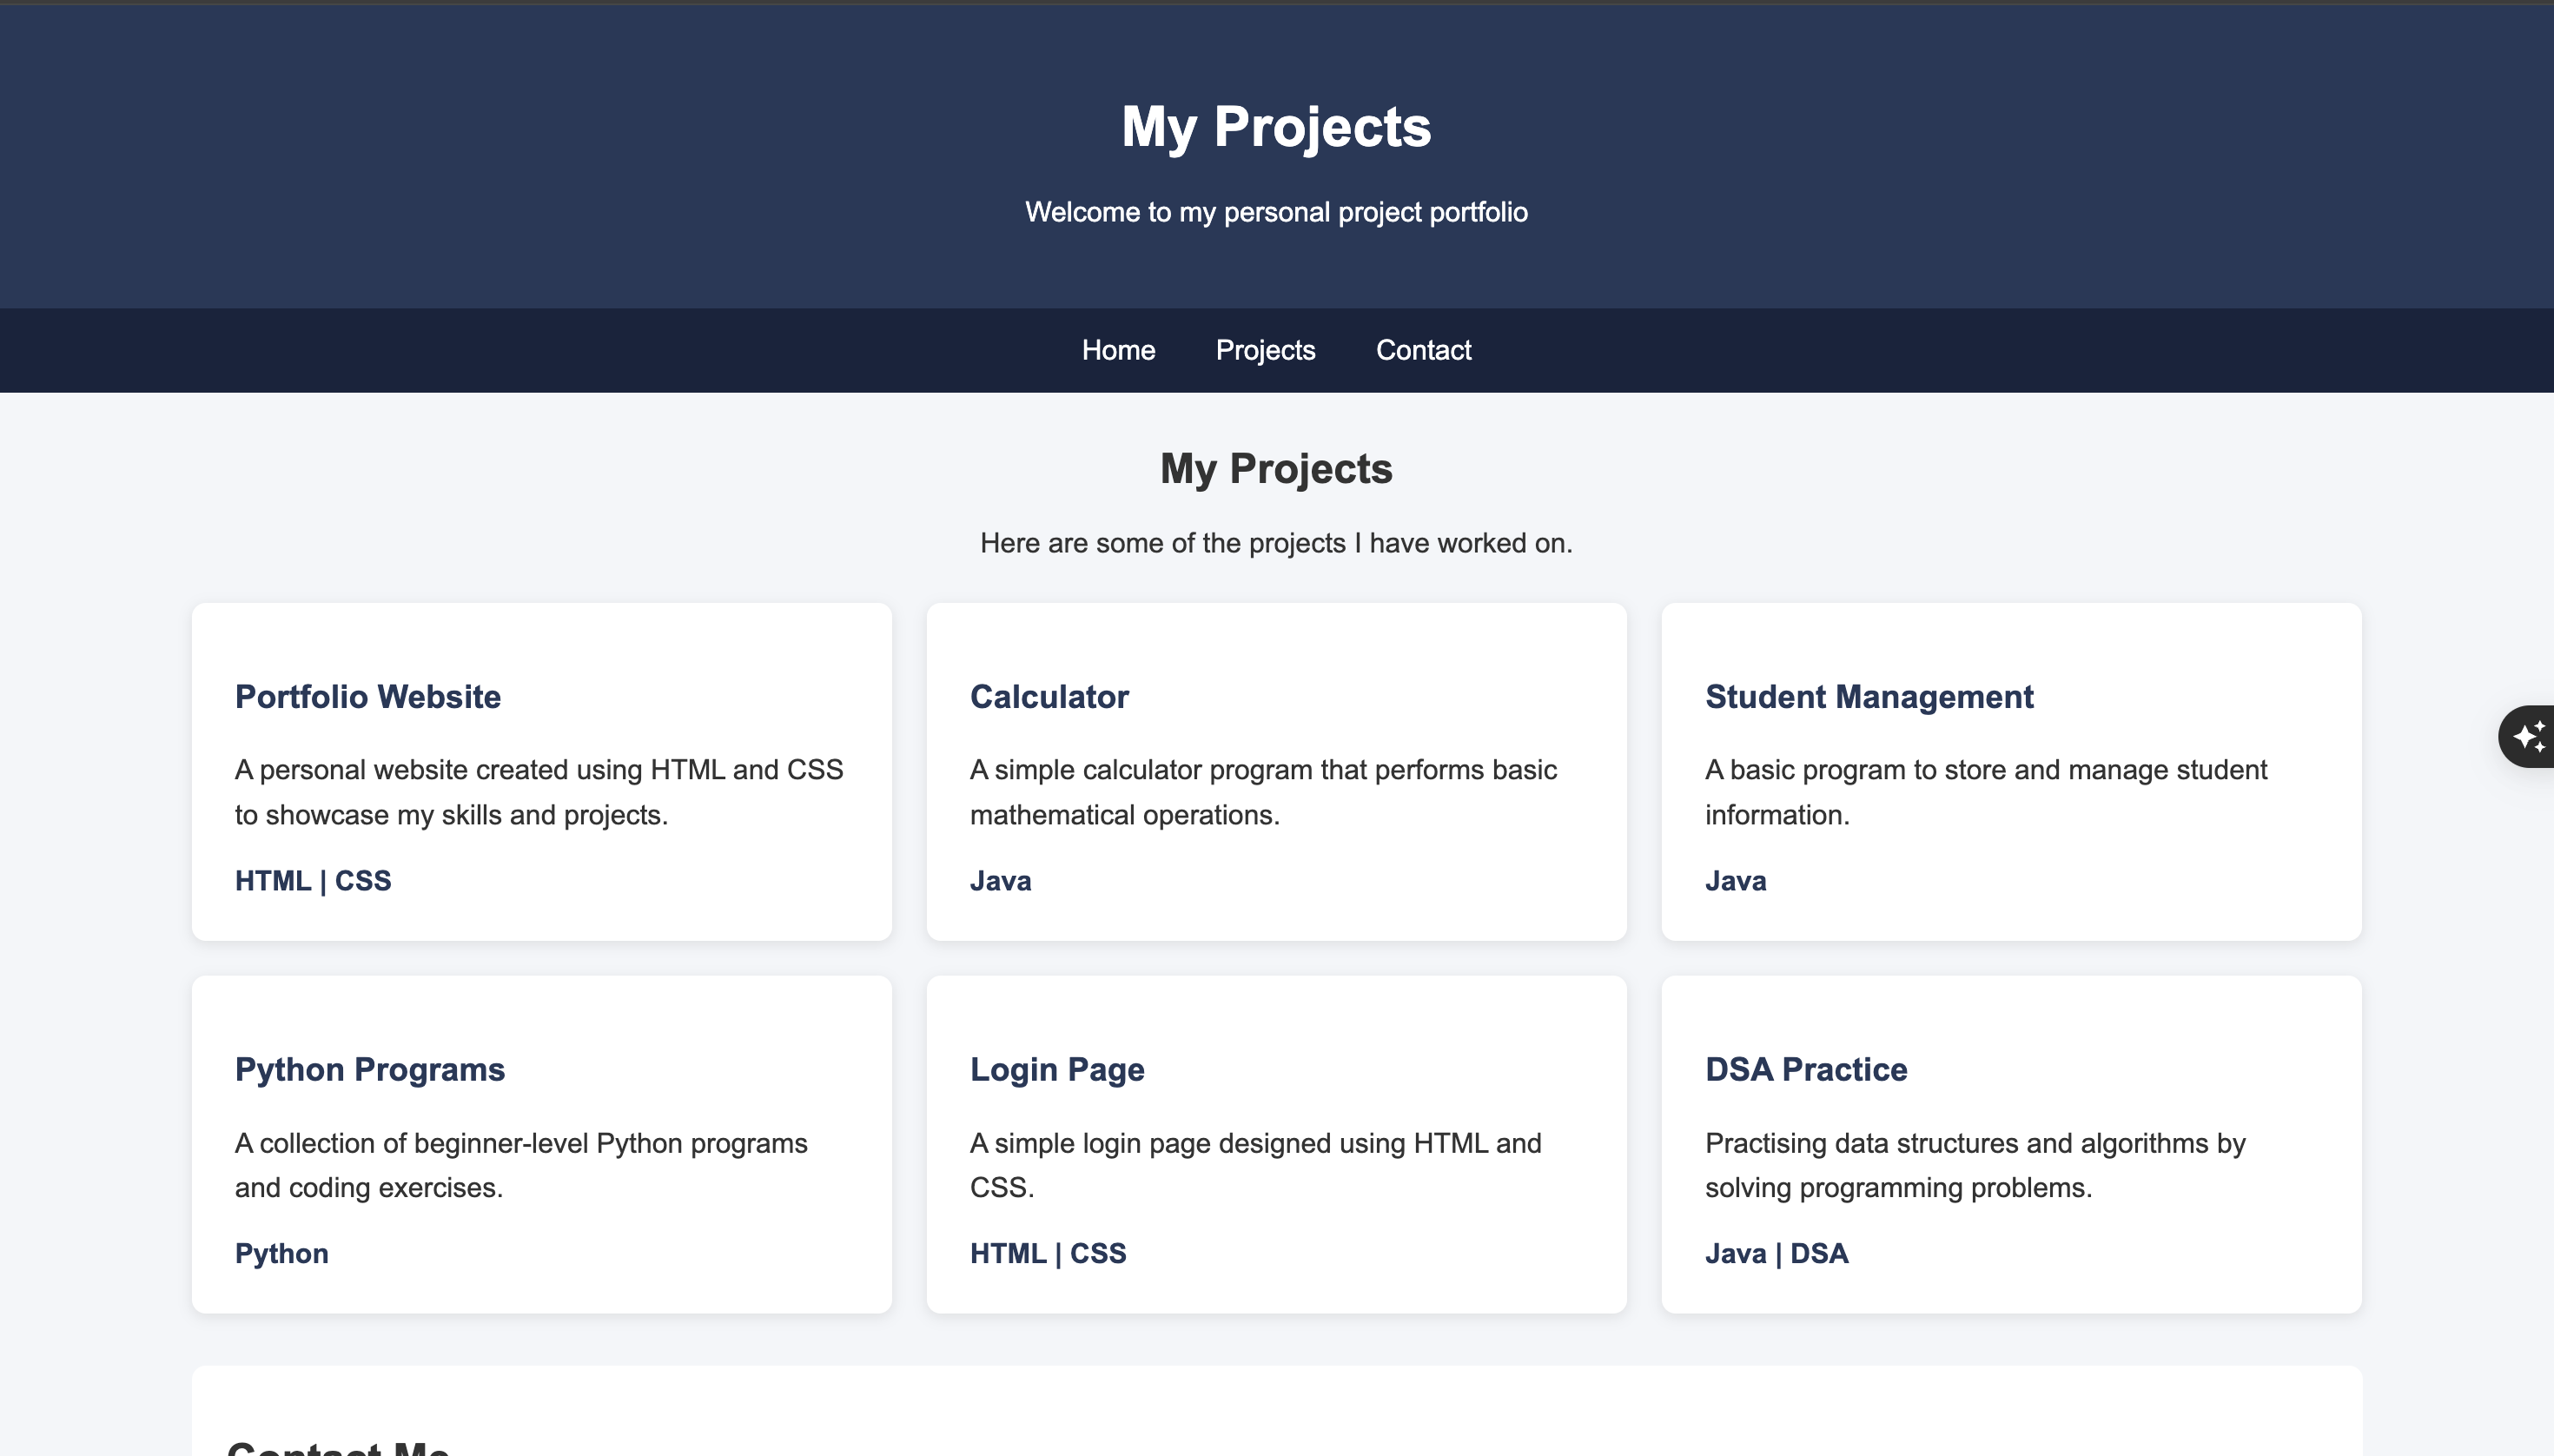 My Projects
Welcome to my personal project portfolio
Home Projects Contact
My Projects
Here are some of the projects I have worked on.
Portfolio Website
A personal website created using HTML and CSS
to showcase my skills and projects.
HTML | CSS
Calculator
A simple calculator program that performs basic
mathematical operations.
Java
Student Management
A basic program to store and manage student
information.
Java
Python Programs
A collection of beginner-level Python programs
and coding exercises.
Python
Login Page
A simple login page designed using HTML and
CSS.
HTML | CSS
DSA Practice
Practising data structures and algorithms by
solving programming problems.
Java | DSA
Contact Me